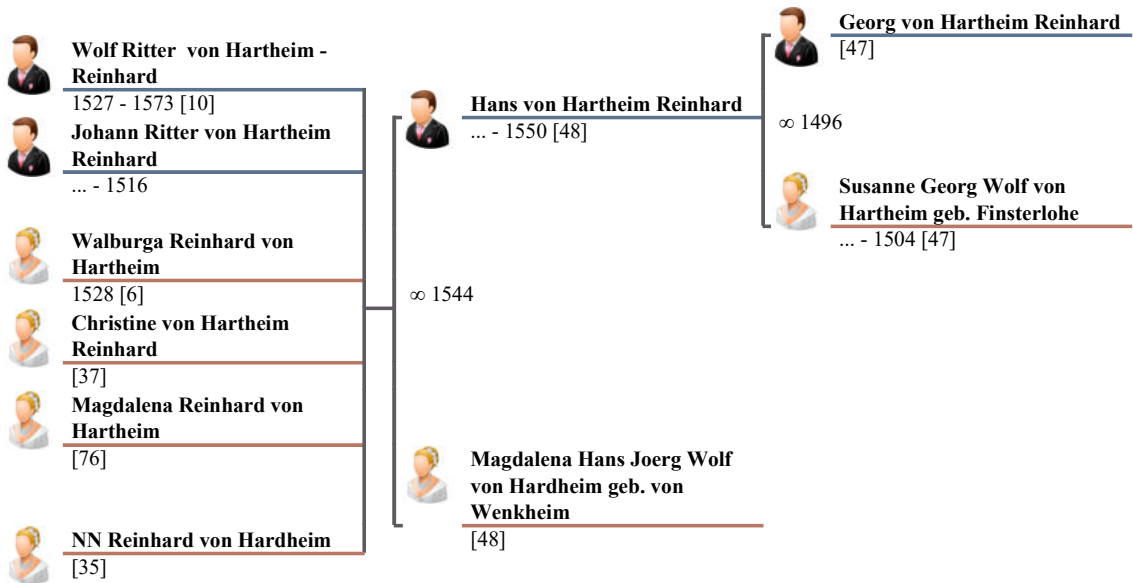 Wolf Ritter von Hartheim -
Reinhard
1527 - 1573 [10]
Johann Ritter von Hartheim
Reinhard
... - 1516
Walburga Reinhard von
Hartheim
1528 [6]
Christine von Hartheim
Reinhard
[37]
Magdalena Reinhard von
Hartheim
[76]
NN Reinhard von Hardheim
[35]
Hans von Hartheim Reinhard
... - 1550 [48]
∞ 1544
Magdalena Hans Joerg Wolf
von Hardheim geb. von
Wenkheim
[48]
Georg von Hartheim Reinhard
[47]
∞ 1496
Susanne Georg Wolf von
Hartheim geb. Finsterlohe
... - 1504 [47]